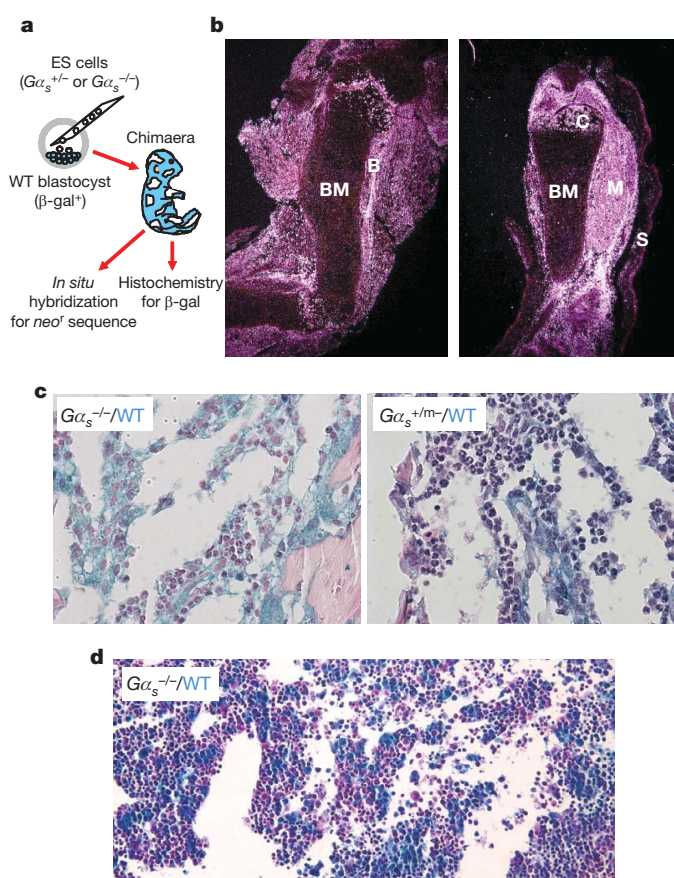 a
ES cells
(Gαs+/– or Gαs−/−)
WT blastocyst
(β-gal+)
Chimaera
In situ
hybridization
for neor sequence
Histochemistry
for β-gal
b
BM
B
C
BM
M
S
c
Gαs−/−/WT
Gαs+/m–/WT
d
Gαs−/−/WT